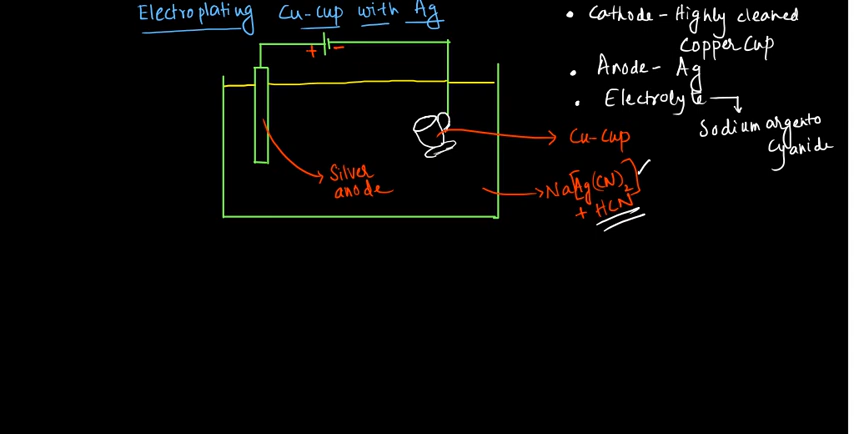 Electroplating Cu-cup with Ag
+ −
Silver
anode
Cu-cup
Na[Ag(CN)2]
+ HCN
• Cathode - Highly cleaned
Copper Cup
• Anode - Ag
• Electrolyte
Sodium argento
Cyanide